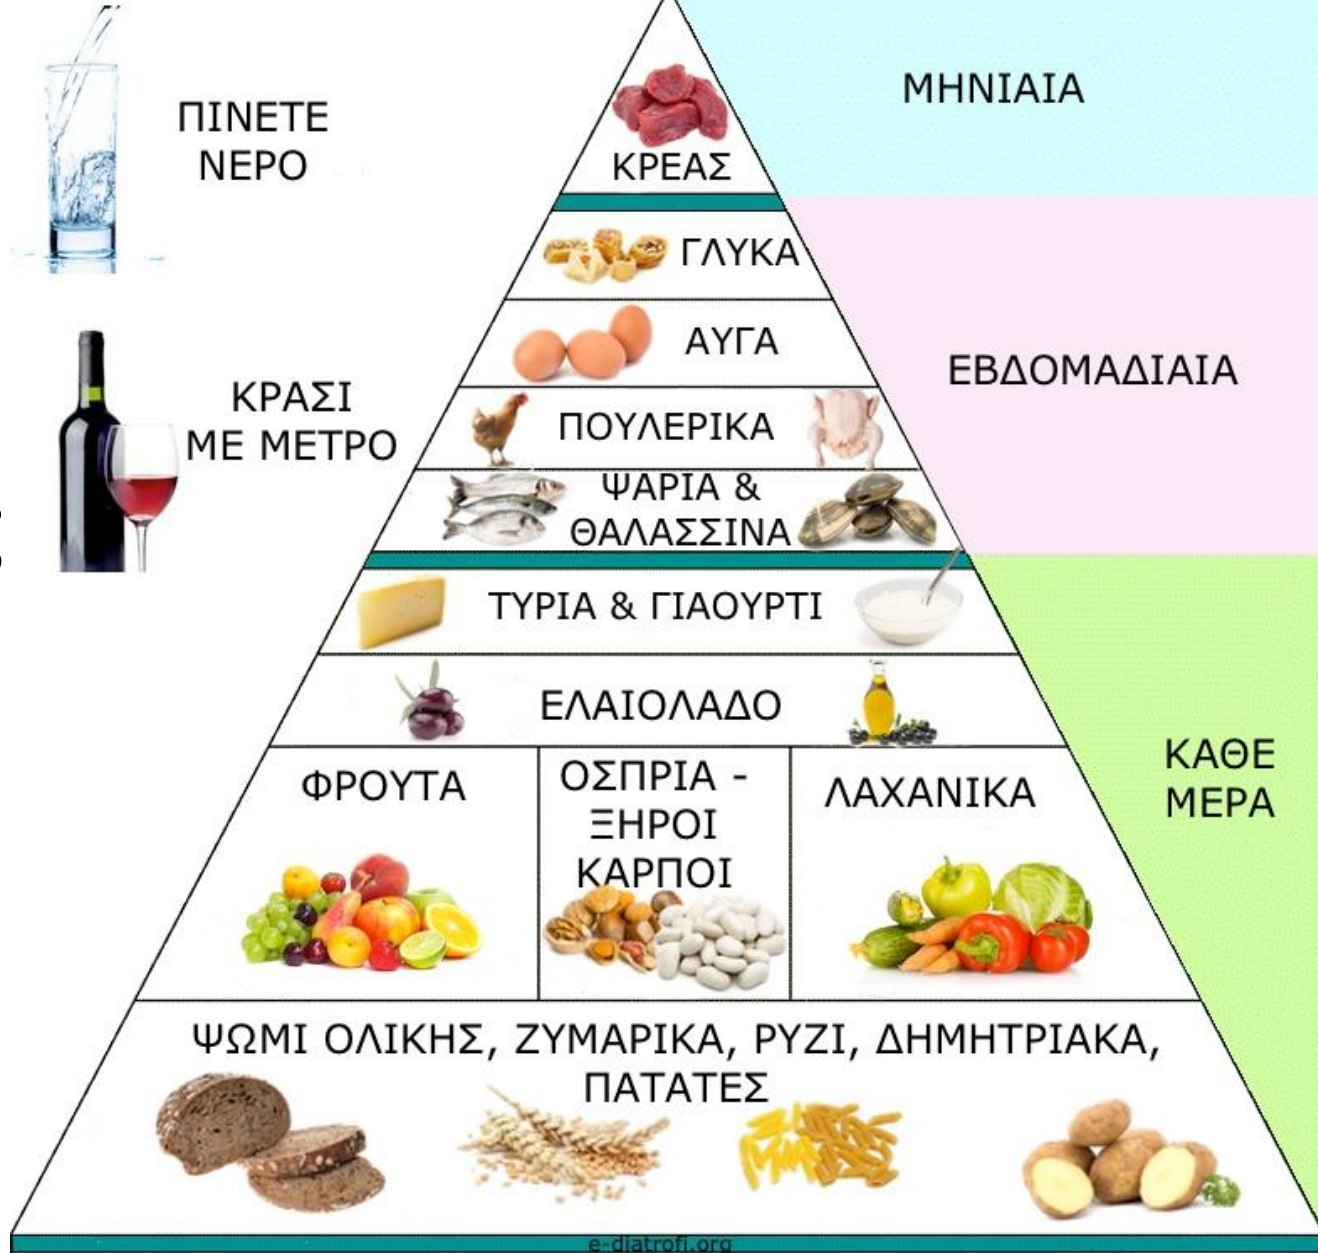 ΠΙΝΕΤΕ
ΝΕΡΟ
ΚΡΕΑΣ
ΜΗΝΙΑΙΑ
ΓΛΥΚΑ
ΑΥΓΑ
ΚΡΑΣΙ
ΜΕ ΜΕΤΡΟ
ΠΟΥΛΕΡΙΚΑ
ΨΑΡΙΑ &
ΘΑΛΑΣΣΙΝΑ
ΕΒΔΟΜΑΔΙΑΙΑ
ΤΥΡΙΑ & ΓΙΑΟΥΡΤΙ
ΕΛΑΙΟΛΑΔΟ
ΦΡΟΥΤΑ
ΟΣΠΡΙΑ -
ΞΗΡΟΙ
ΚΑΡΠΟΙ
ΛΑΧΑΝΙΚΑ
ΚΑΘΕ
ΜΕΡΑ
ΨΩΜΙ ΟΛΙΚΗΣ, ΖΥΜΑΡΙΚΑ, ΡΥΖΙ, ΔΗΜΗΤΡΙΑΚΑ,
ΠΑΤΑΤΕΣ
e-diatrofi.org